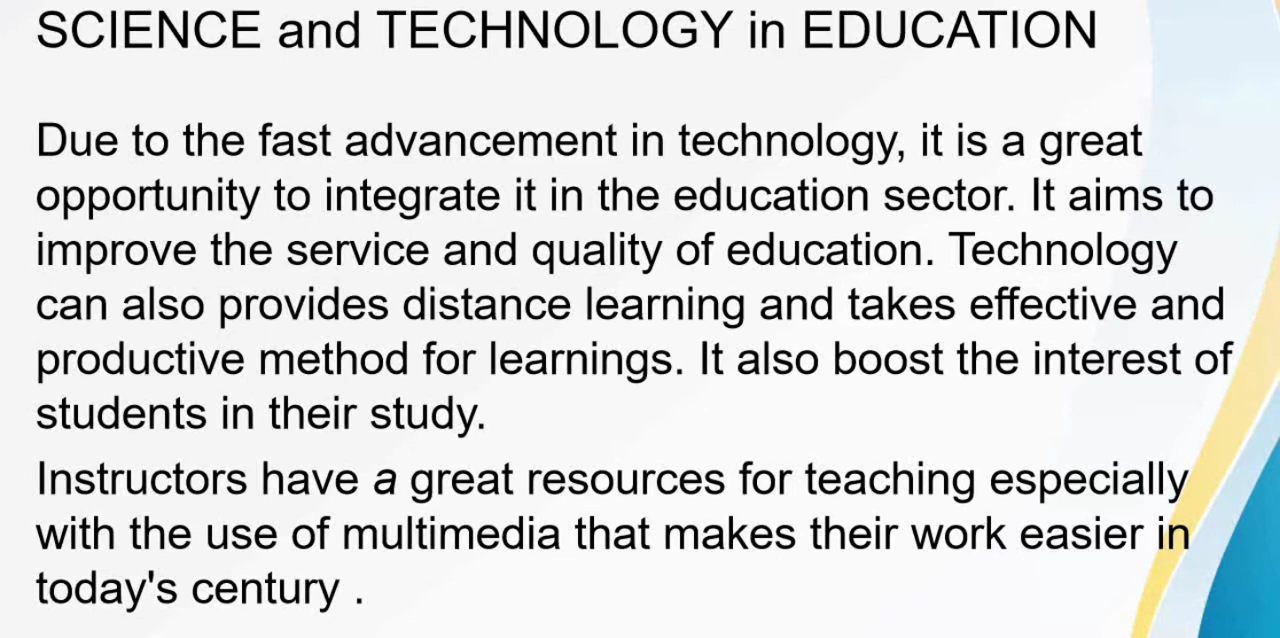 SCIENCE and TECHNOLOGY in EDUCATION
Due to the fast advancement in technology, it is a great
opportunity to integrate it in the education sector. It aims to
improve the service and quality of education. Technology
can also provides distance learning and takes effective and
productive method for learnings. It also boost the interest of
students in their study.
Instructors have a great resources for teaching especially
with the use of multimedia that makes their work easier in
today's century .